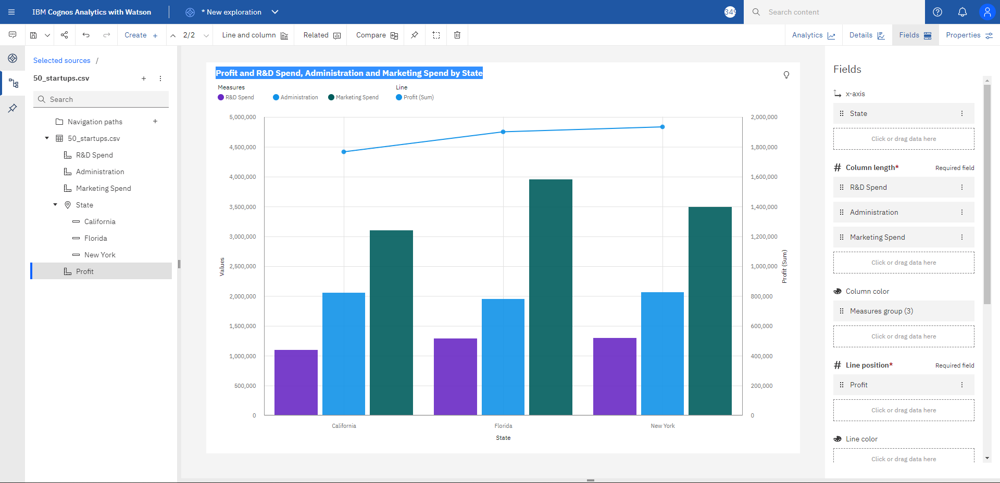 IBM Cognos Analytics with Watson
* New exploration
349
Search content
Create +
2/2
Line and column
Related
Compare
Analytics
Details
Fields
Properties
Selected sources /
50_startups.csv
Search
Navigation paths
50_startups.csv
R&D Spend
Administration
Marketing Spend
State
California
Florida
New York
Profit
Profit and R&D Spend, Administration and Marketing Spend by State
Measures
R&D Spend Administration Marketing Spend
Line
Profit (Sum)
Values
5,000,000
4,500,000
4,000,000
3,500,000
3,000,000
2,500,000
2,000,000
1,500,000
1,000,000
500,000
0
2,000,000
1,800,000
1,600,000
1,400,000
1,200,000
1,000,000
800,000
600,000
400,000
200,000
0
Profit (Sum)
California Florida New York
State
Fields
x-axis
State
Click or drag data here
# Column length* Required field
R&D Spend
Administration
Marketing Spend
Click or drag data here
Column color
Measures group (3)
Click or drag data here
# Line position* Required field
Profit
Click or drag data here
Line color
Click or drag data here